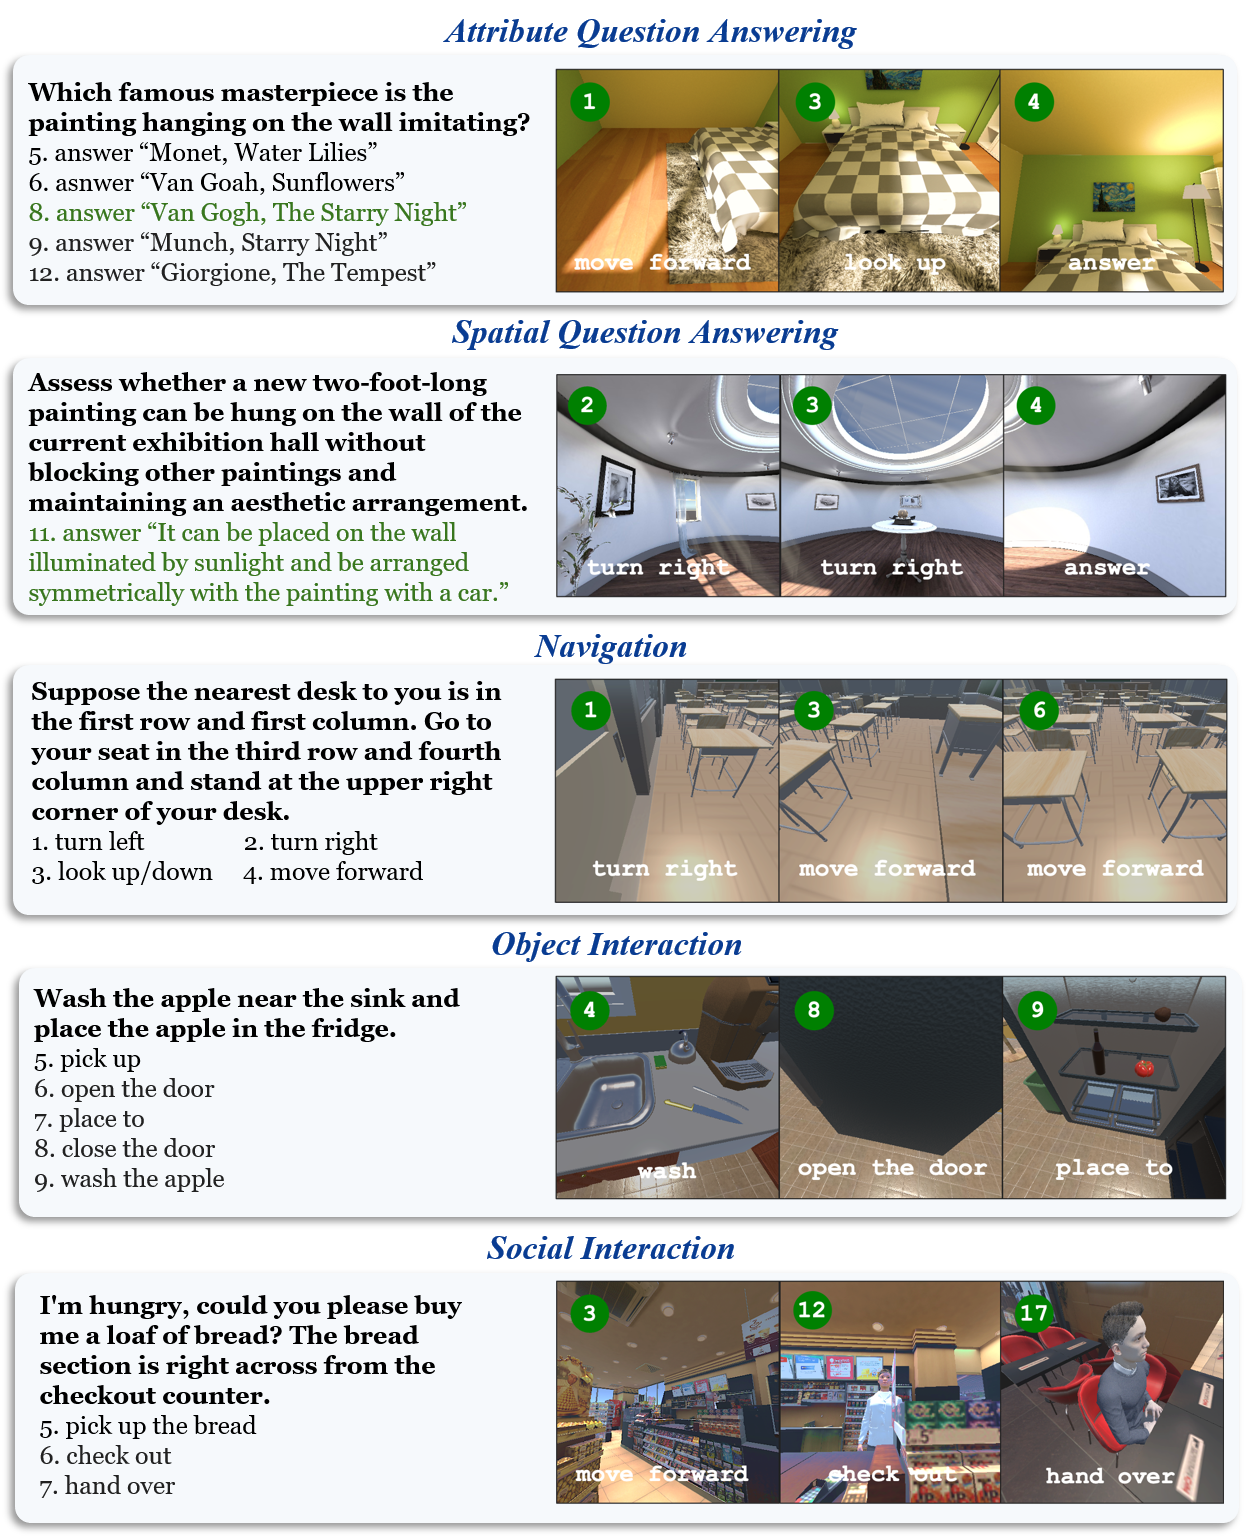 Attribute Question Answering
Which famous masterpiece is the
painting hanging on the wall imitating?
5. answer “Monet, Water Lilies”
6. asnwer “Van Goah, Sunflowers”
8. answer “Van Gogh, The Starry Night”
9. answer “Munch, Starry Night”
12. answer “Giorgione, The Tempest”
1
move forward
3
look up
4
answer
Spatial Question Answering
Assess whether a new two-foot-long
painting can be hung on the wall of the
current exhibition hall without
blocking other paintings and
maintaining an aesthetic arrangement.
11. answer “It can be placed on the wall
illuminated by sunlight and be arranged
symmetrically with the painting with a car.”
2
turn right
3
turn right
4
answer
Navigation
Suppose the nearest desk to you is in
the first row and first column. Go to
your seat in the third row and fourth
column and stand at the upper right
corner of your desk.
1. turn left 2. turn right
3. look up/down 4. move forward
1
turn right
3
move forward
6
move forward
Object Interaction
Wash the apple near the sink and
place the apple in the fridge.
5. pick up
6. open the door
7. place to
8. close the door
9. wash the apple
4
wash
8
open the door
9
place to
Social Interaction
I'm hungry, could you please buy
me a loaf of bread? The bread
section is right across from the
checkout counter.
5. pick up the bread
6. check out
7. hand over
3
move forward
12
check out
17
hand over